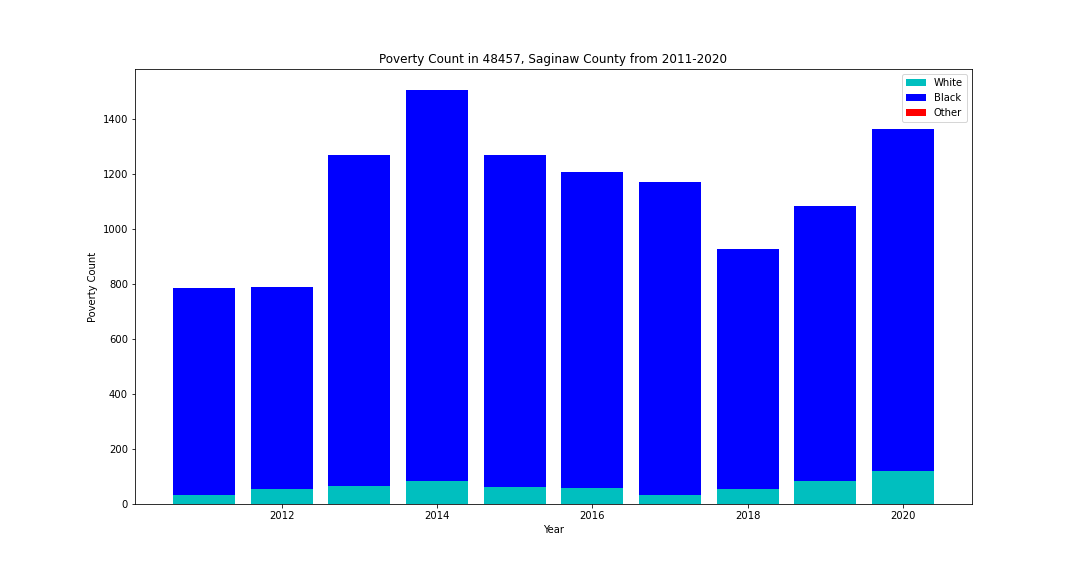 Poverty Count in 48457, Saginaw County from 2011-2020
White
Black
Other
1400
1200
1000
800
600
400
200
0
Poverty Count
2012
2014
2016
2018
2020
Year